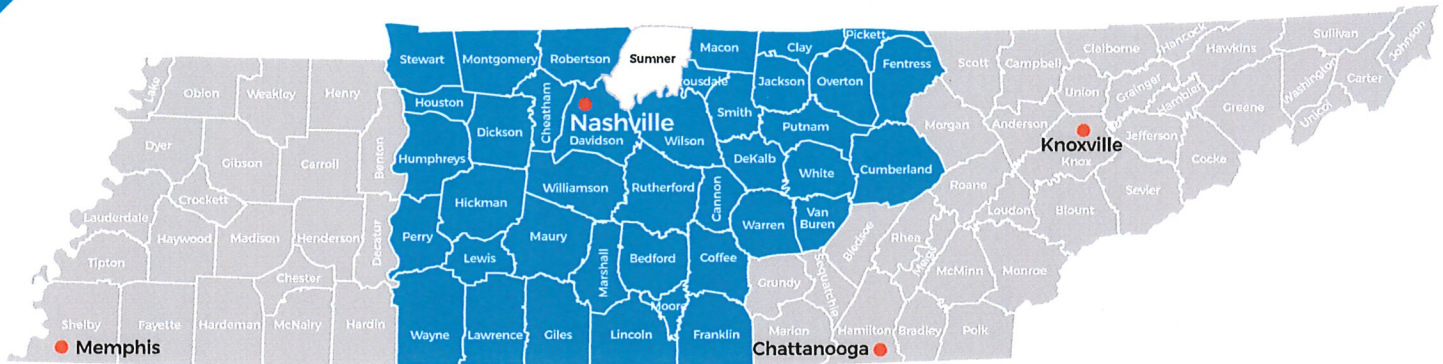 Stewart
Montgomery
Robertson
Sumner
Macon
Clay
Pickett
Fentress
Scott
Campbell
Claiborne
Hancock
Hawkins
Sullivan
Johnson
Lake
Obion
Weakley
Henry
Houston
Cheatham
rousdale
Jackson
Overton
Union
Grainger
Hamblen
Washington
Carter
Unicoi
Greene
Dyer
Gibson
Carroll
Benton
Humphreys
Dickson
Nashville
Davidson
Wilson
Smith
Putnam
Morgan
Anderson
Knoxville
Knox
Jefferson
Cocke
Crockett
Lauderdale
Haywood
Madison
Henderson
Decatur
Hickman
Williamson
Rutherford
Cannon
DeKalb
White
Cumberland
Roane
Loudon
Blount
Sevier
Tipton
Chester
Perry
Lewis
Maury
Marshall
Bedford
Coffee
Warren
Van
Buren
Bledsoe
Rhea
Meigs
McMinn
Monroe
Grundy
Sequatchie
Shelby
Fayette
Hardeman
McNairy
Hardin
Wayne
Lawrence
Giles
Lincoln
Moore
Franklin
Marion
Hamilton
Bradley
Polk
Memphis
Chattanooga